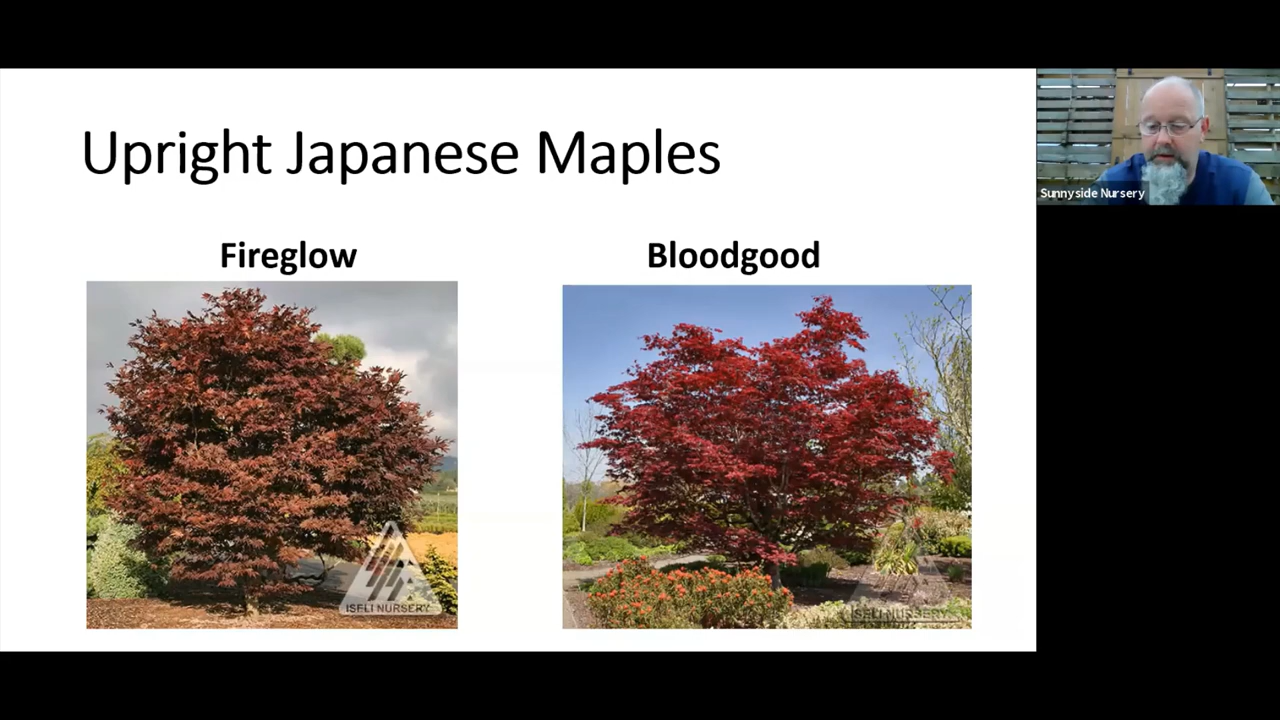 Upright Japanese Maples
Sunnyside Nursery
Fireglow
Bloodgood
ISELI NURSERY
ISELI NURSERY